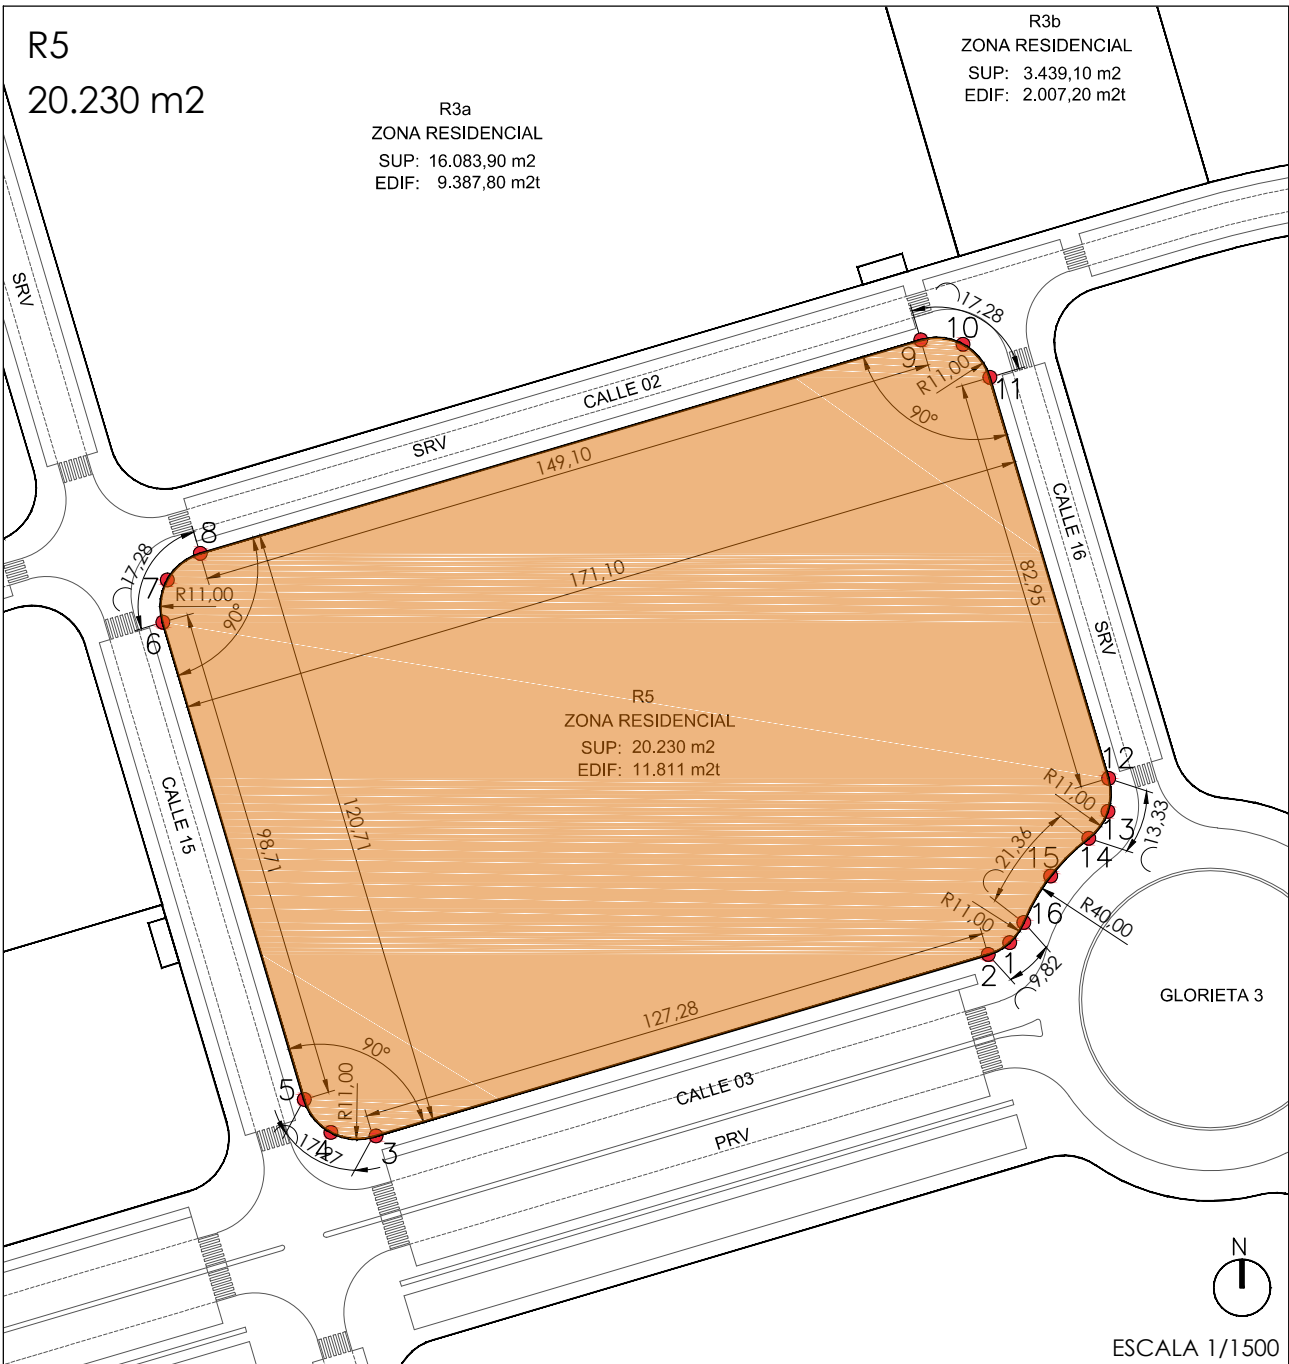 R5
20.230 m2
R3a
ZONA RESIDENCIAL
SUP: 16.083,90 m2
EDIF: 9.387,80 m2t
R3b
ZONA RESIDENCIAL
SUP: 3.439,10 m2
EDIF: 2.007,20 m2t
SRV
17,28
10
9
R11,00
11
90°
CALLE 02
SRV
149,10
CALLE 16
8
17,28
7
R11,00
90°
6
171,10
82,95
SRV
R5
ZONA RESIDENCIAL
SUP: 20.230 m2
EDIF: 11.811 m2t
12
R11,00
13
13,33
14
CALLE 15
98,71
120,71
21,36
15
R11,00
16
R40,00
1
2
9,82
GLORIETA 3
127,28
90°
R11,00
5
4
17,27
3
CALLE 03
PRV
N
ESCALA 1/1500